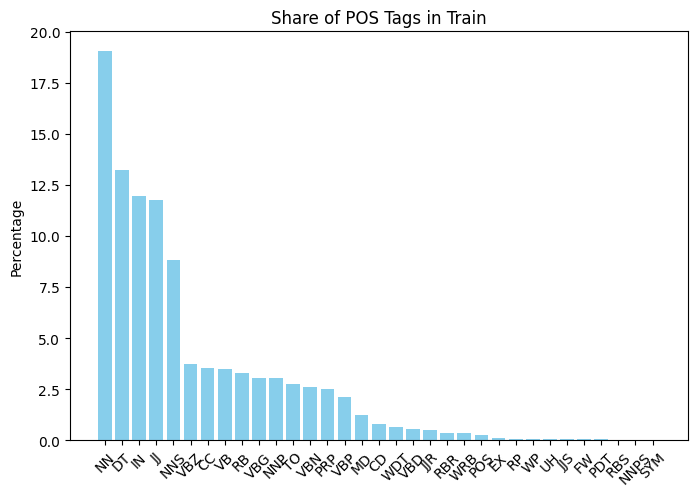 Share of POS Tags in Train
Percentage
20.0
17.5
15.0
12.5
10.0
7.5
5.0
2.5
0.0
NN
DT
IN
JJ
NNS
VBZ
CC
VB
RB
VBG
NNP
TO
VBN
PRP
VBP
MD
CD
WDT
VBD
JJR
RBR
WRB
POS
EX
RP
WP
UH
JJS
FW
PDT
RBS
NNPS
SYM